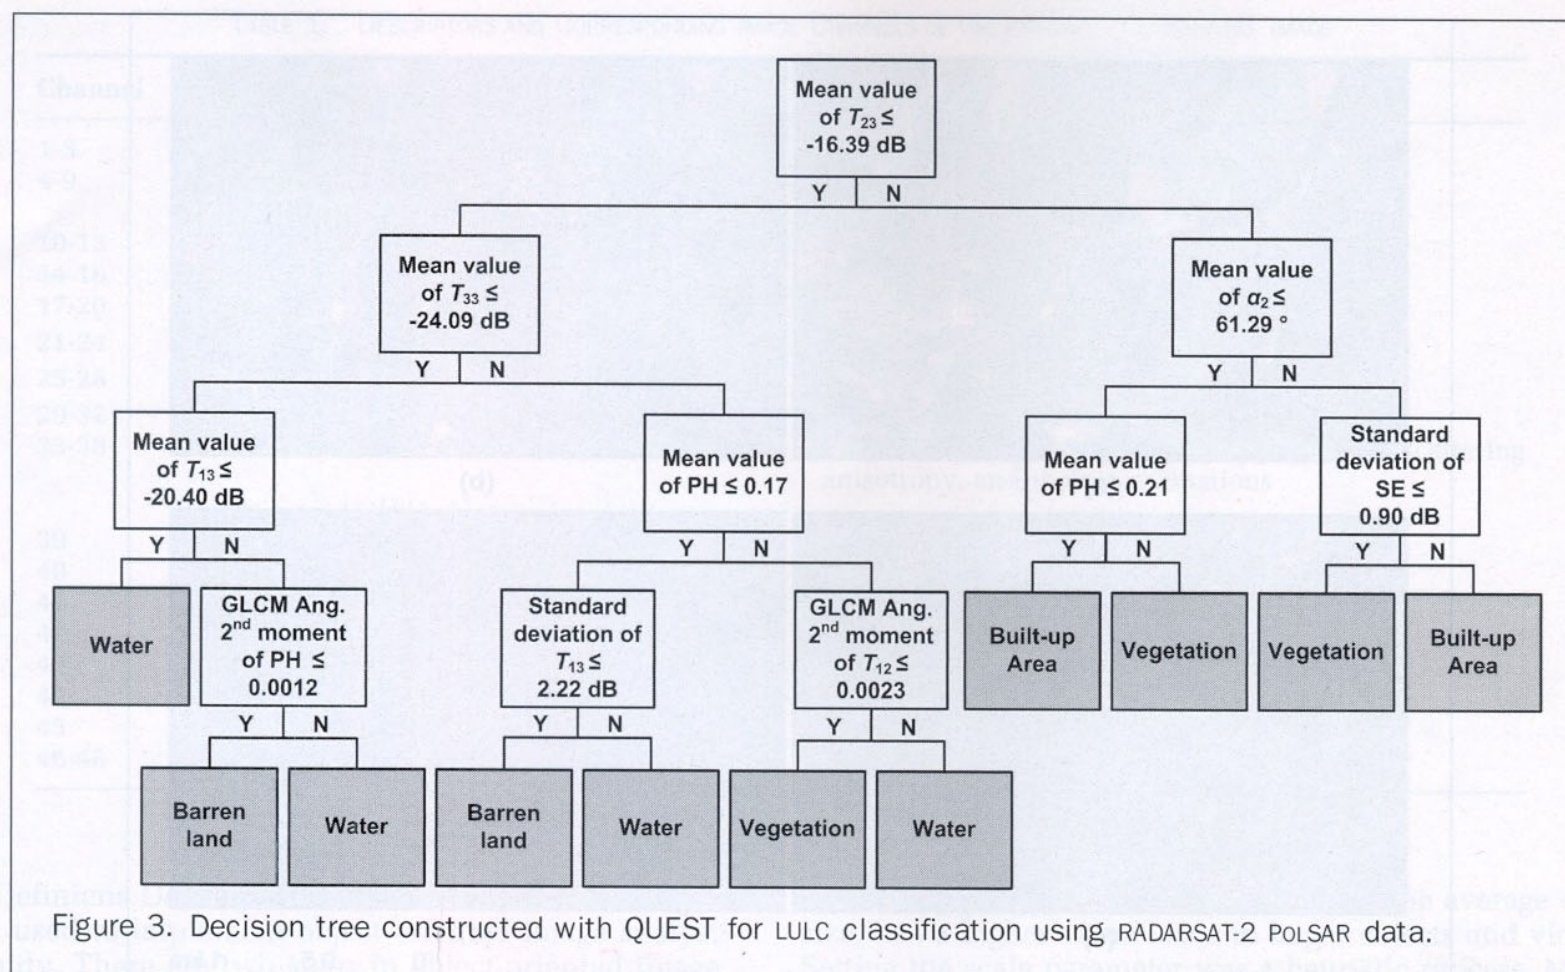 Mean value
of T23 ≤
-16.39 dB
Y N
Mean value
of T33 ≤
-24.09 dB
Y N
Mean value
of α2 ≤
61.29 °
Y N
Mean value
of T13 ≤
-20.40 dB
Y N
Mean value
of PH ≤ 0.17
Y N
Mean value
of PH ≤ 0.21
Y N
Standard
deviation of
SE ≤
0.90 dB
Y N
Water
GLCM Ang.
2nd moment
of PH ≤
0.0012
Y N
Standard
deviation of
T13 ≤
2.22 dB
Y N
GLCM Ang.
2nd moment
of T12 ≤
0.0023
Y N
Built-up
Area
Vegetation
Vegetation
Built-up
Area
Barren
land
Water
Barren
land
Water
Vegetation
Water
Figure 3. Decision tree constructed with QUEST for LULC classification using RADARSAT-2 POLSAR data.